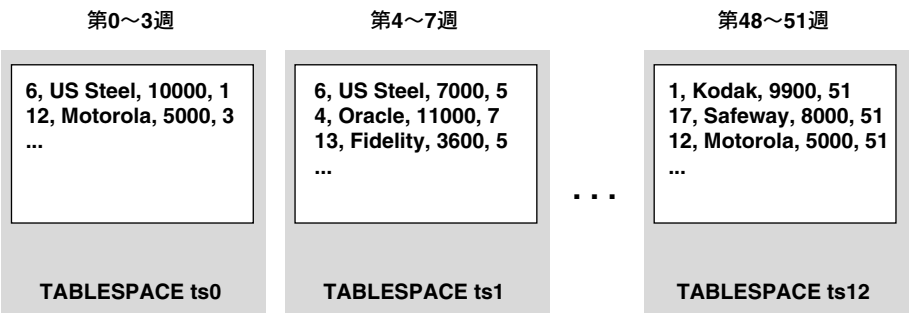 第0～3週
6, US Steel, 10000, 1
12, Motorola, 5000, 3
...
TABLESPACE ts0
第4～7週
6, US Steel, 7000, 5
4, Oracle, 11000, 7
13, Fidelity, 3600, 5
...
TABLESPACE ts1
. . .
第48～51週
1, Kodak, 9900, 51
17, Safeway, 8000, 51
12, Motorola, 5000, 51
...
TABLESPACE ts12